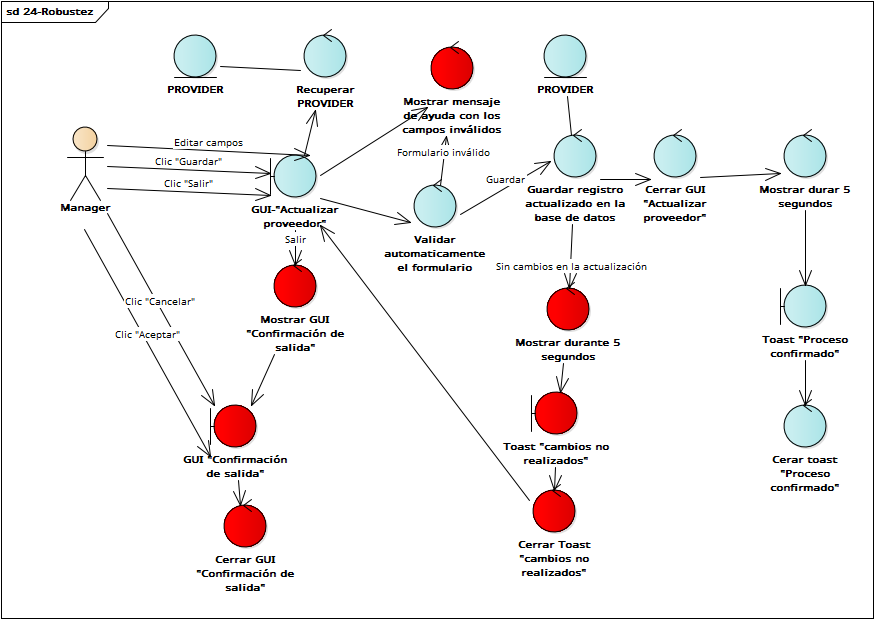 sd 24-Robustez
PROVIDER
Recuperar
PROVIDER
Mostrar mensaje
de ayuda con los
campos inválidos
PROVIDER
Manager
Editar campos
Clic "Guardar"
Clic "Salir"
GUI-"Actualizar
proveedor"
Formulario inválido
Validar
automaticamente
el formulario
Guardar
Guardar registro
actualizado en la
base de datos
Cerrar GUI
"Actualizar
proveedor"
Mostrar durar 5
segundos
Salir
Mostrar GUI
"Confirmación de
salida"
Sin cambios en la actualización
Mostrar durante 5
segundos
Toast "Proceso
confirmado"
Clic "Cancelar"
Clic "Aceptar"
GUI "Confirmación
de salida"
Toast "cambios no
realizados"
Cerar toast
"Proceso
confirmado"
Cerrar GUI
"Confirmación de
salida"
Cerrar Toast
"cambios no
realizados"